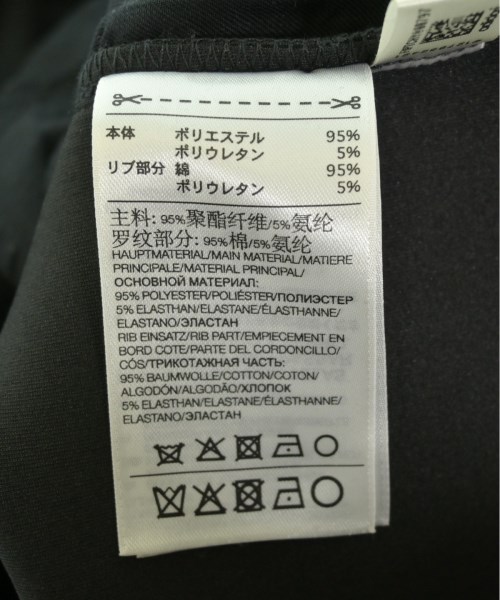 本体 ポリエステル 95%
ポリウレタン 5%
リブ部分 綿 95%
ポリウレタン 5%
主料: 95%聚酯纤维/5%氨纶
罗纹部分: 95%棉/5%氨纶
HAUPTMATERIAL/MAIN MATERIAL/MATIERE
PRINCIPALE/MATERIAL PRINCIPAL/
ОСНОВНОЙ МАТЕРИАЛ:
95% POLYESTER/POLIÉSTER/ПОЛИЭСТЕР
5% ELASTHAN/ELASTANE/ÉLASTHANNE/
ELASTANO/ЭЛАСТАН
RIB EINSATZ/RIB PART/EMPIECEMENT EN
BORD COTE/PARTE DEL CORDONCILLO/
CÓS/ТРИКОТАЖНАЯ ЧАСТЬ:
95% BAUMWOLLE/COTTON/COTON/
ALGODÓN/ALGODÃO/ХЛОПОК
5% ELASTHAN/ELASTANE/ÉLASTHANNE/
ELASTANO/ЭЛАСТАН